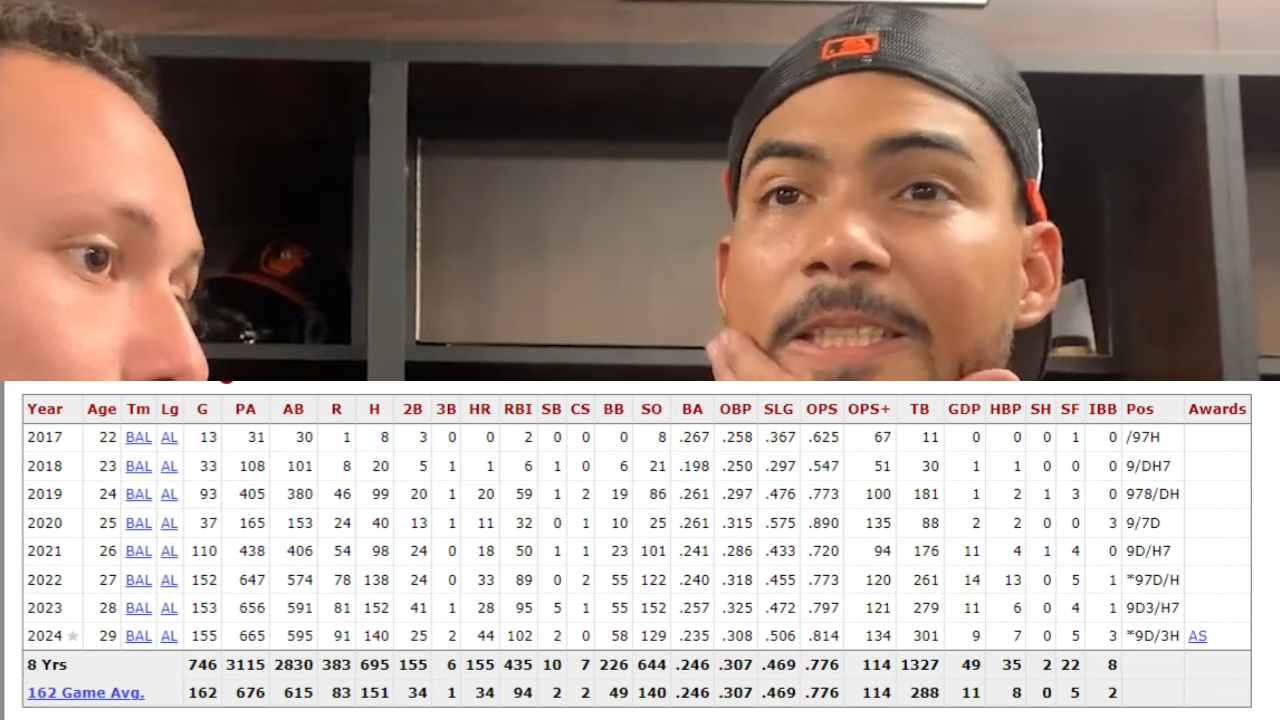 Year Age Tm Lg G PA AB R H 2B 3B HR RBI SB CS BB SO BA OBP SLG OPS OPS+ TB GDP HBP SH SF IBB Pos Awards
2017 22 BAL AL 13 31 30 1 8 3 0 0 2 0 0 0 8 .267 .258 .367 .625 67 11 0 0 0 1 0 /97H
2018 23 BAL AL 33 108 101 8 20 5 1 1 6 1 0 6 21 .198 .250 .297 .547 51 30 1 1 0 0 0 9/DH7
2019 24 BAL AL 93 405 380 46 99 20 1 20 59 1 2 19 86 .261 .297 .476 .773 100 181 1 2 1 3 0 978/DH
2020 25 BAL AL 37 165 153 24 40 13 1 11 32 0 1 10 25 .261 .315 .575 .890 135 88 2 2 0 0 3 9/7D
2021 26 BAL AL 110 438 406 54 98 24 0 18 50 1 1 23 101 .241 .286 .433 .720 94 176 11 4 1 4 0 9D/H7
2022 27 BAL AL 152 647 574 78 138 24 0 33 89 0 2 55 122 .240 .318 .455 .773 120 261 14 13 0 5 1 *97D/H
2023 28 BAL AL 153 656 591 81 152 41 1 28 95 5 1 55 152 .257 .325 .472 .797 121 279 11 6 0 4 1 9D3/H7
2024 29 BAL AL 155 665 595 91 140 25 2 44 102 2 0 58 129 .235 .308 .506 .814 134 301 9 7 0 5 3 *9D/3H AS
8 Yrs 746 3115 2830 383 695 155 6 155 435 10 7 226 644 .246 .307 .469 .776 114 1327 49 35 2 22 8
162 Game Avg. 162 676 615 83 151 34 1 34 94 2 2 49 140 .246 .307 .469 .776 114 288 11 8 0 5 2